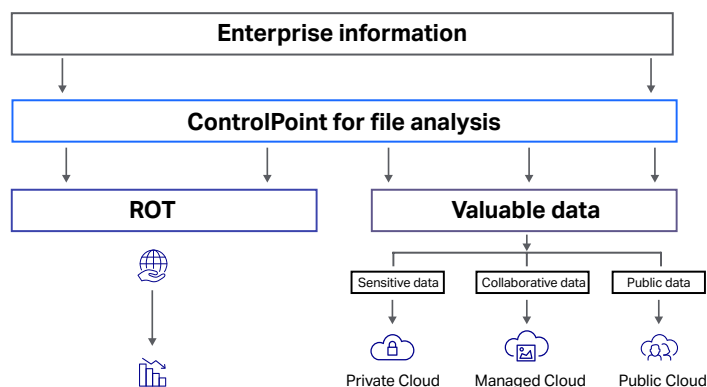 Enterprise information
ControlPoint for file analysis
ROT
Valuable data
Sensitive data
Collaborative data
Public data
Private Cloud
Managed Cloud
Public Cloud